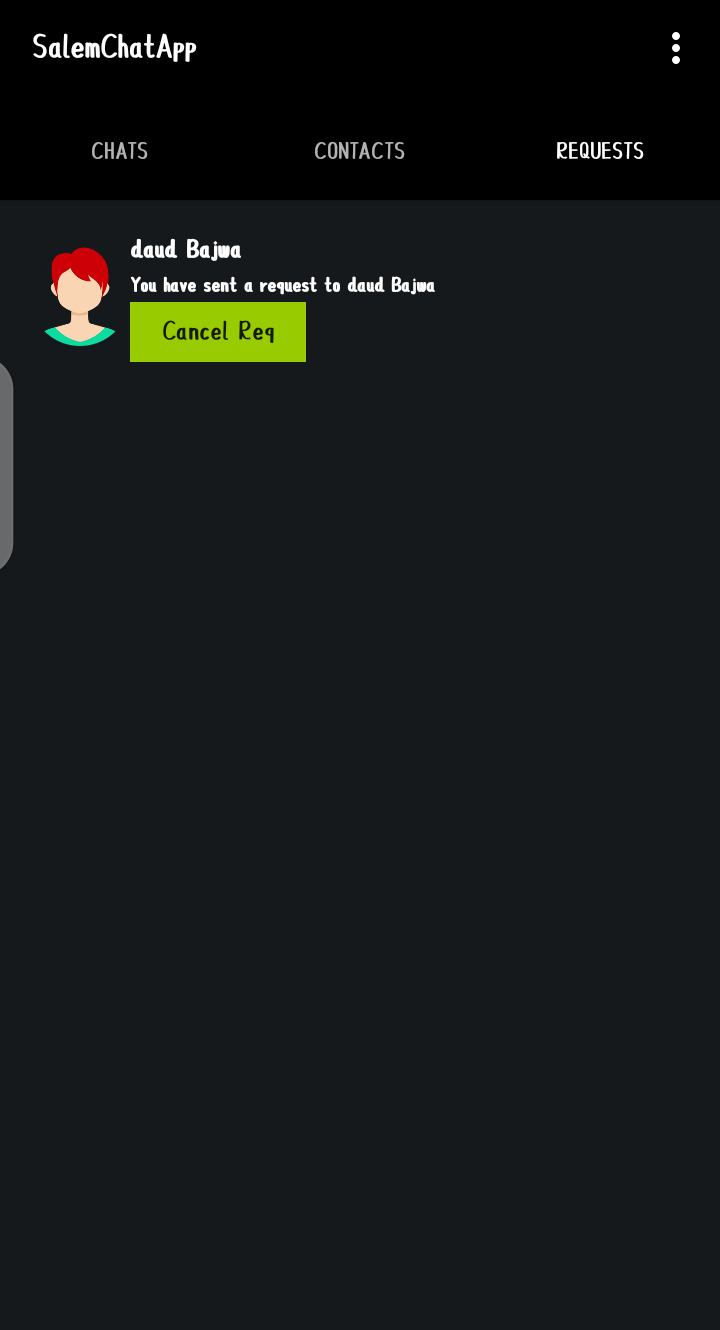 SalemChatApp
CHATS CONTACTS REQUESTS
daud Bajwa
You have sent a request to daud Bajwa
Cancel Req